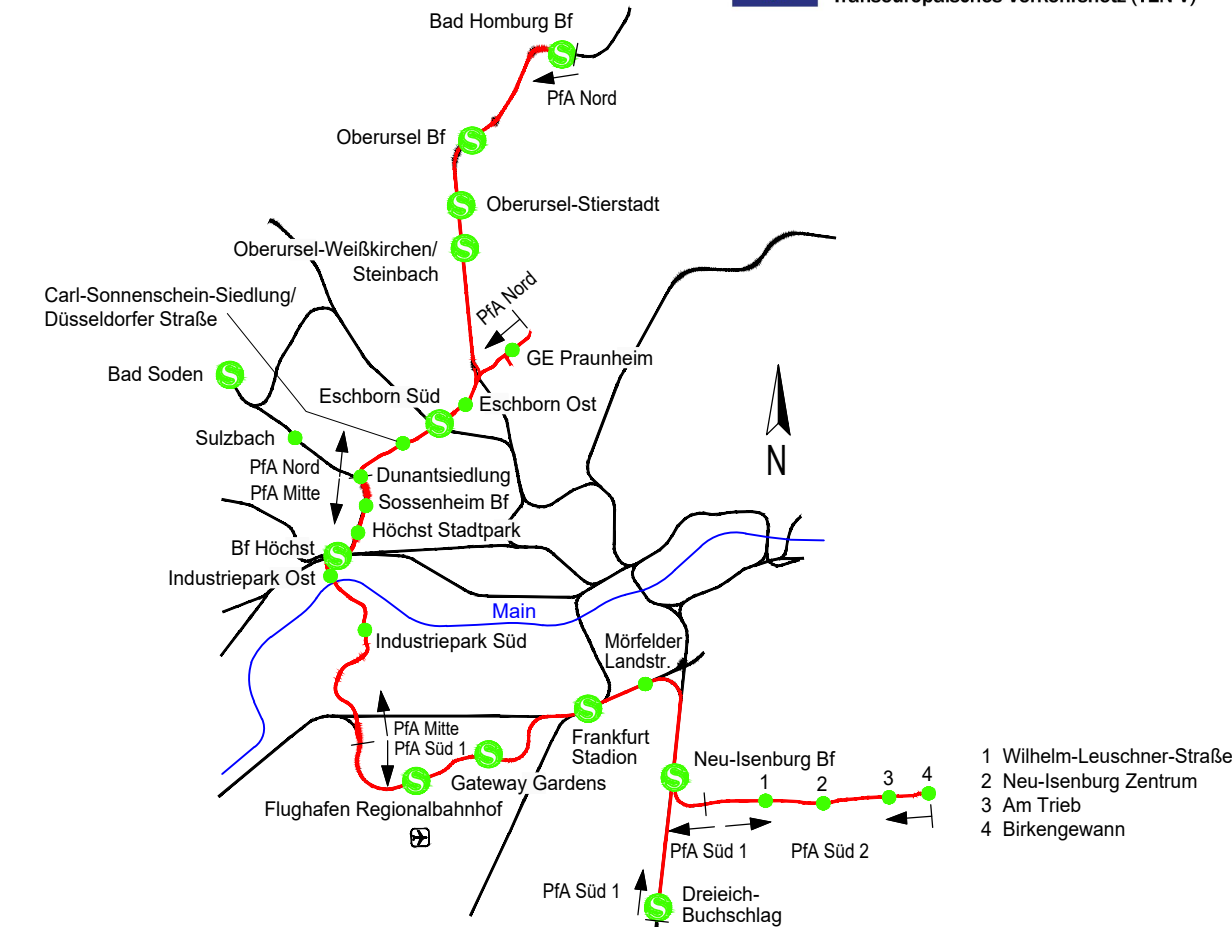 Transeuropäisches Verkehrsnetz (TEN-V)
Bad Homburg Bf
PfA Nord
Oberursel Bf
Oberursel-Stierstadt
Oberursel-Weißkirchen/
Steinbach
Carl-Sonnenschein-Siedlung/
Düsseldorfer Straße
PfA Nord
GE Praunheim
Bad Soden
Eschborn Süd
Eschborn Ost
Sulzbach
PfA Nord
PfA Mitte
Dunantsiedlung
Sossenheim Bf
Höchst Stadtpark
N
Bf Höchst
Industriepark Ost
Main
Industriepark Süd
Mörfelder
Landstr.
PfA Mitte
PfA Süd 1
Frankfurt
Stadion
Gateway Gardens
Flughafen Regionalbahnhof
Neu-Isenburg Bf
1
2
3
4
1 Wilhelm-Leuschner-Straße
2 Neu-Isenburg Zentrum
3 Am Trieb
4 Birkengewann
PfA Süd 1
PfA Süd 2
PfA Süd 1
Dreieich-
Buchschlag